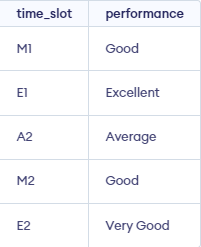 time_slot performance
M1 Good
E1 Excellent
A2 Average
M2 Good
E2 Very Good